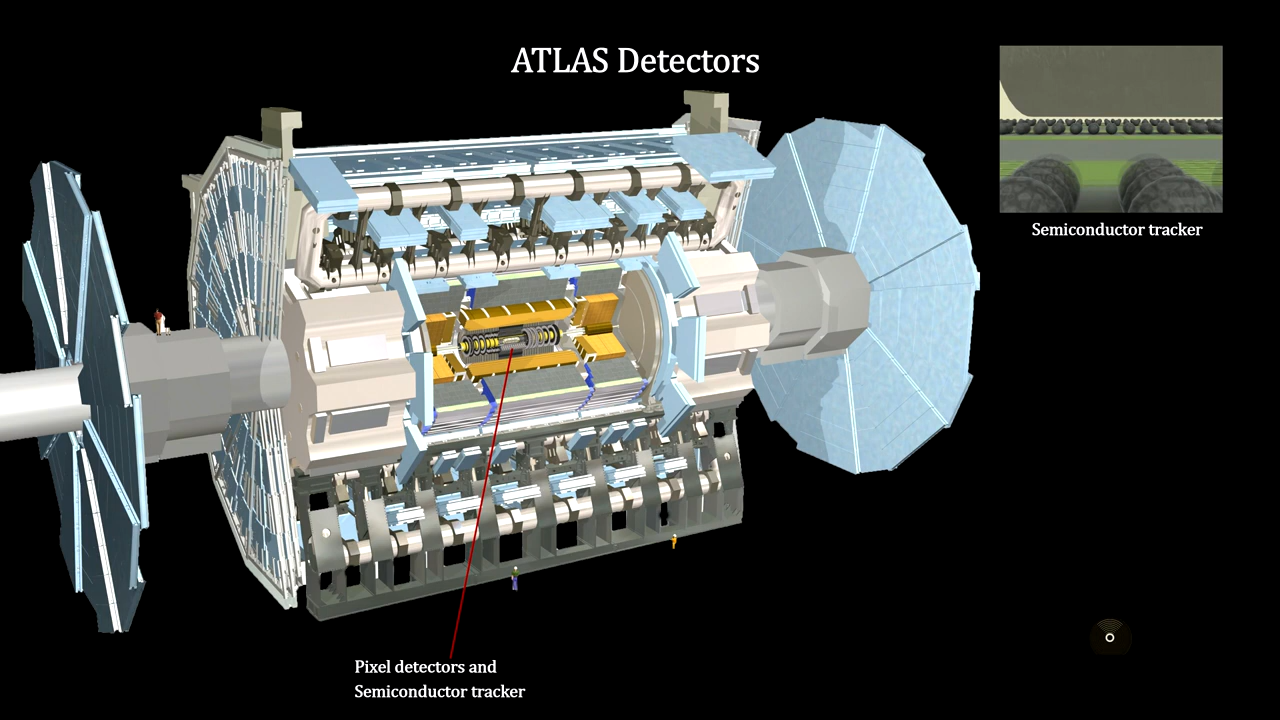 ATLAS Detectors
Semiconductor tracker
Pixel detectors and
Semiconductor tracker